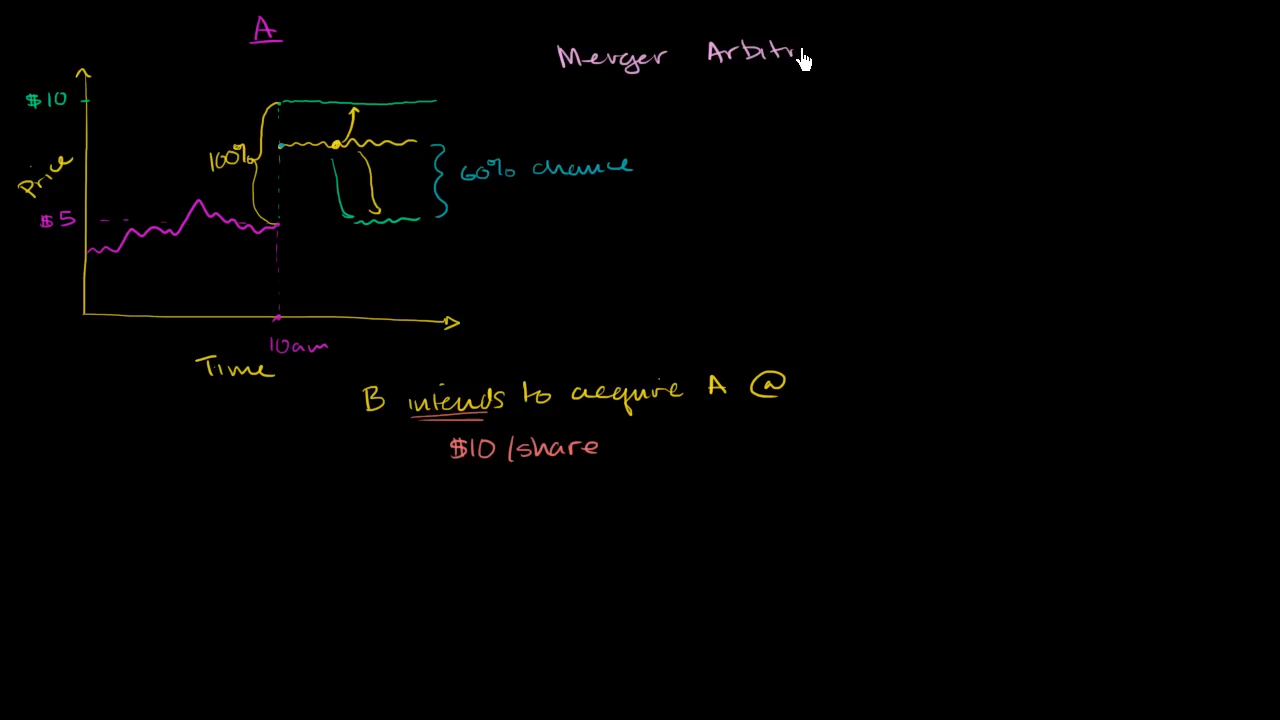 A
Merger Arbitr
$10
100%
Price
60% chance
$5
10am
Time
B intends to acquire A @
$10/share